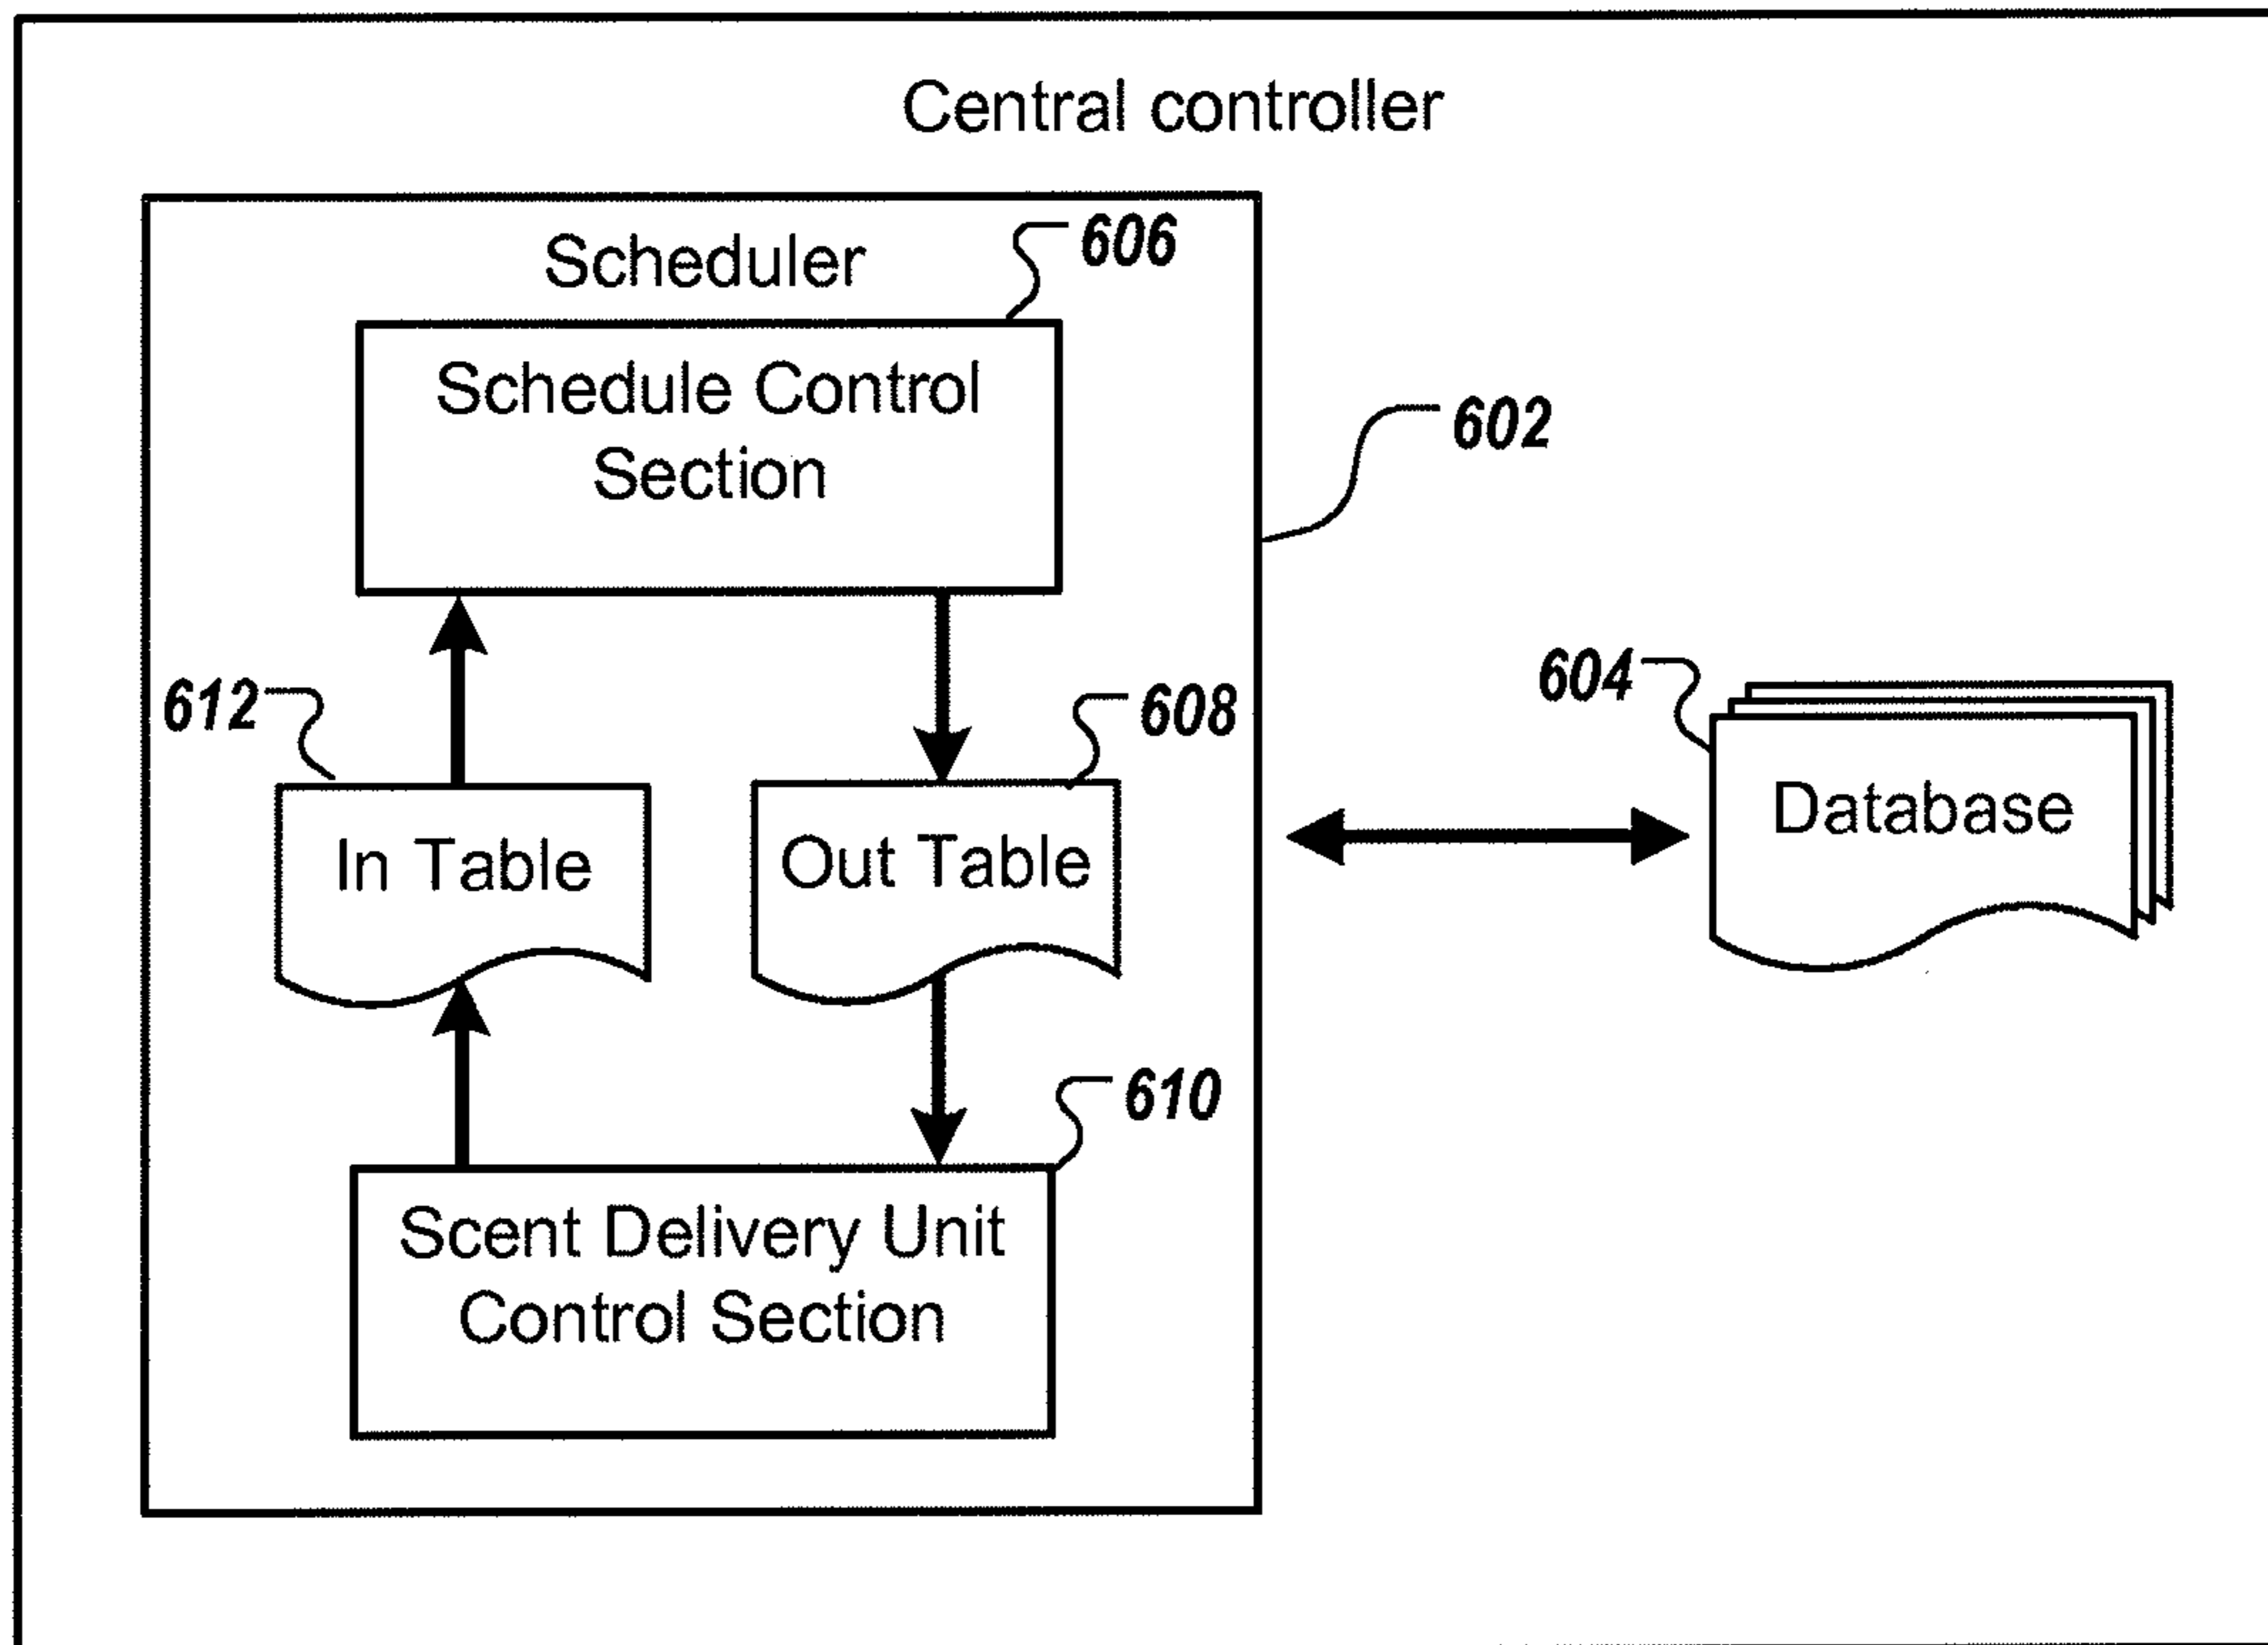 Central controller
Scheduler
606
Schedule Control
Section
602
612
608
604
In Table
Out Table
Database
610
Scent Delivery Unit
Control Section